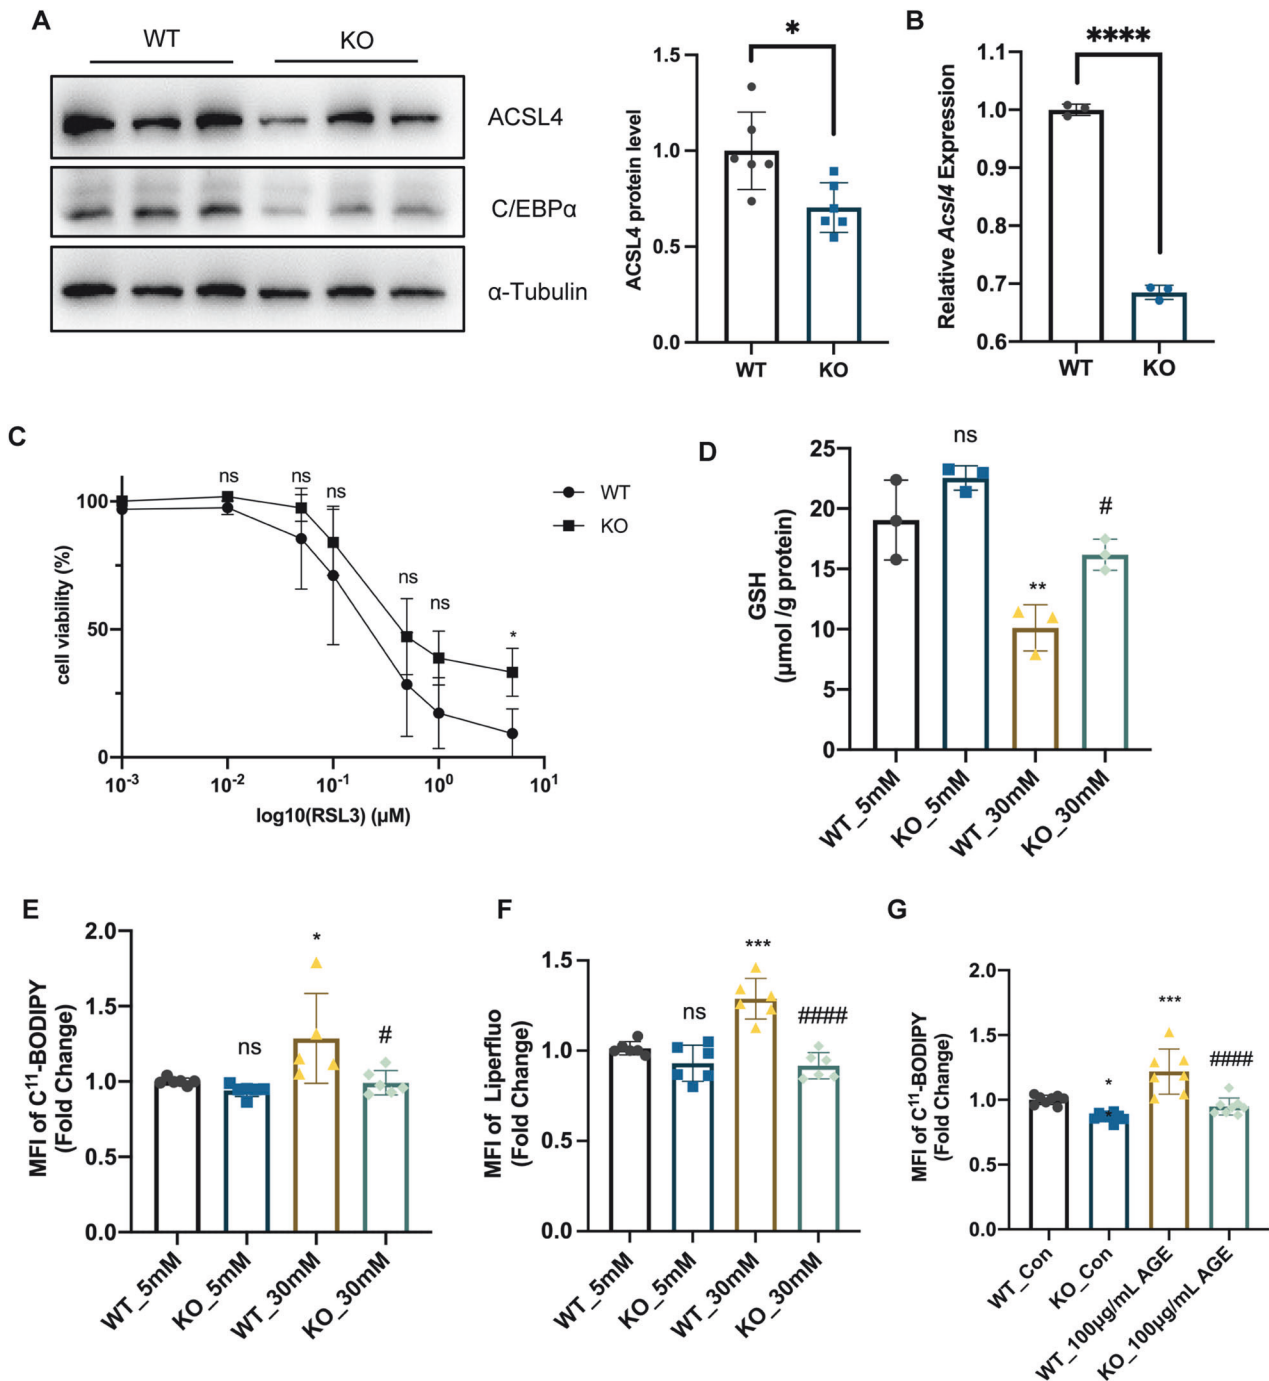 A
WT
KO
ACSL4
C/EBPα
α-Tubulin
ACSL4 protein level
1.5
1.0
0.5
0.0
*
WT
KO
B
Relative Acsl4 Expression
1.1
1.0
0.9
0.8
0.7
0.6
****
WT
KO
C
cell viability (%)
100
50
0
ns
ns
ns
ns
ns
*
WT
KO
10-3
10-2
10-1
100
101
log10(RSL3) (μM)
D
GSH
(μmol /g protein)
25
20
15
10
5
0
ns
**
#
WT_5mM
KO_5mM
WT_30mM
KO_30mM
E
MFI of C11-BODIPY
(Fold Change)
2.0
1.5
1.0
0.5
0.0
ns
*
#
WT_5mM
KO_5mM
WT_30mM
KO_30mM
F
MFI of Liperfluo
(Fold Change)
1.5
1.0
0.5
0.0
ns
***
####
WT_5mM
KO_5mM
WT_30mM
KO_30mM
G
MFI of C11-BODIPY
(Fold Change)
2.0
1.5
1.0
0.5
0.0
*
*
***
####
WT_Con
KO_Con
WT_100μg/mL AGE
KO_100μg/mL AGE